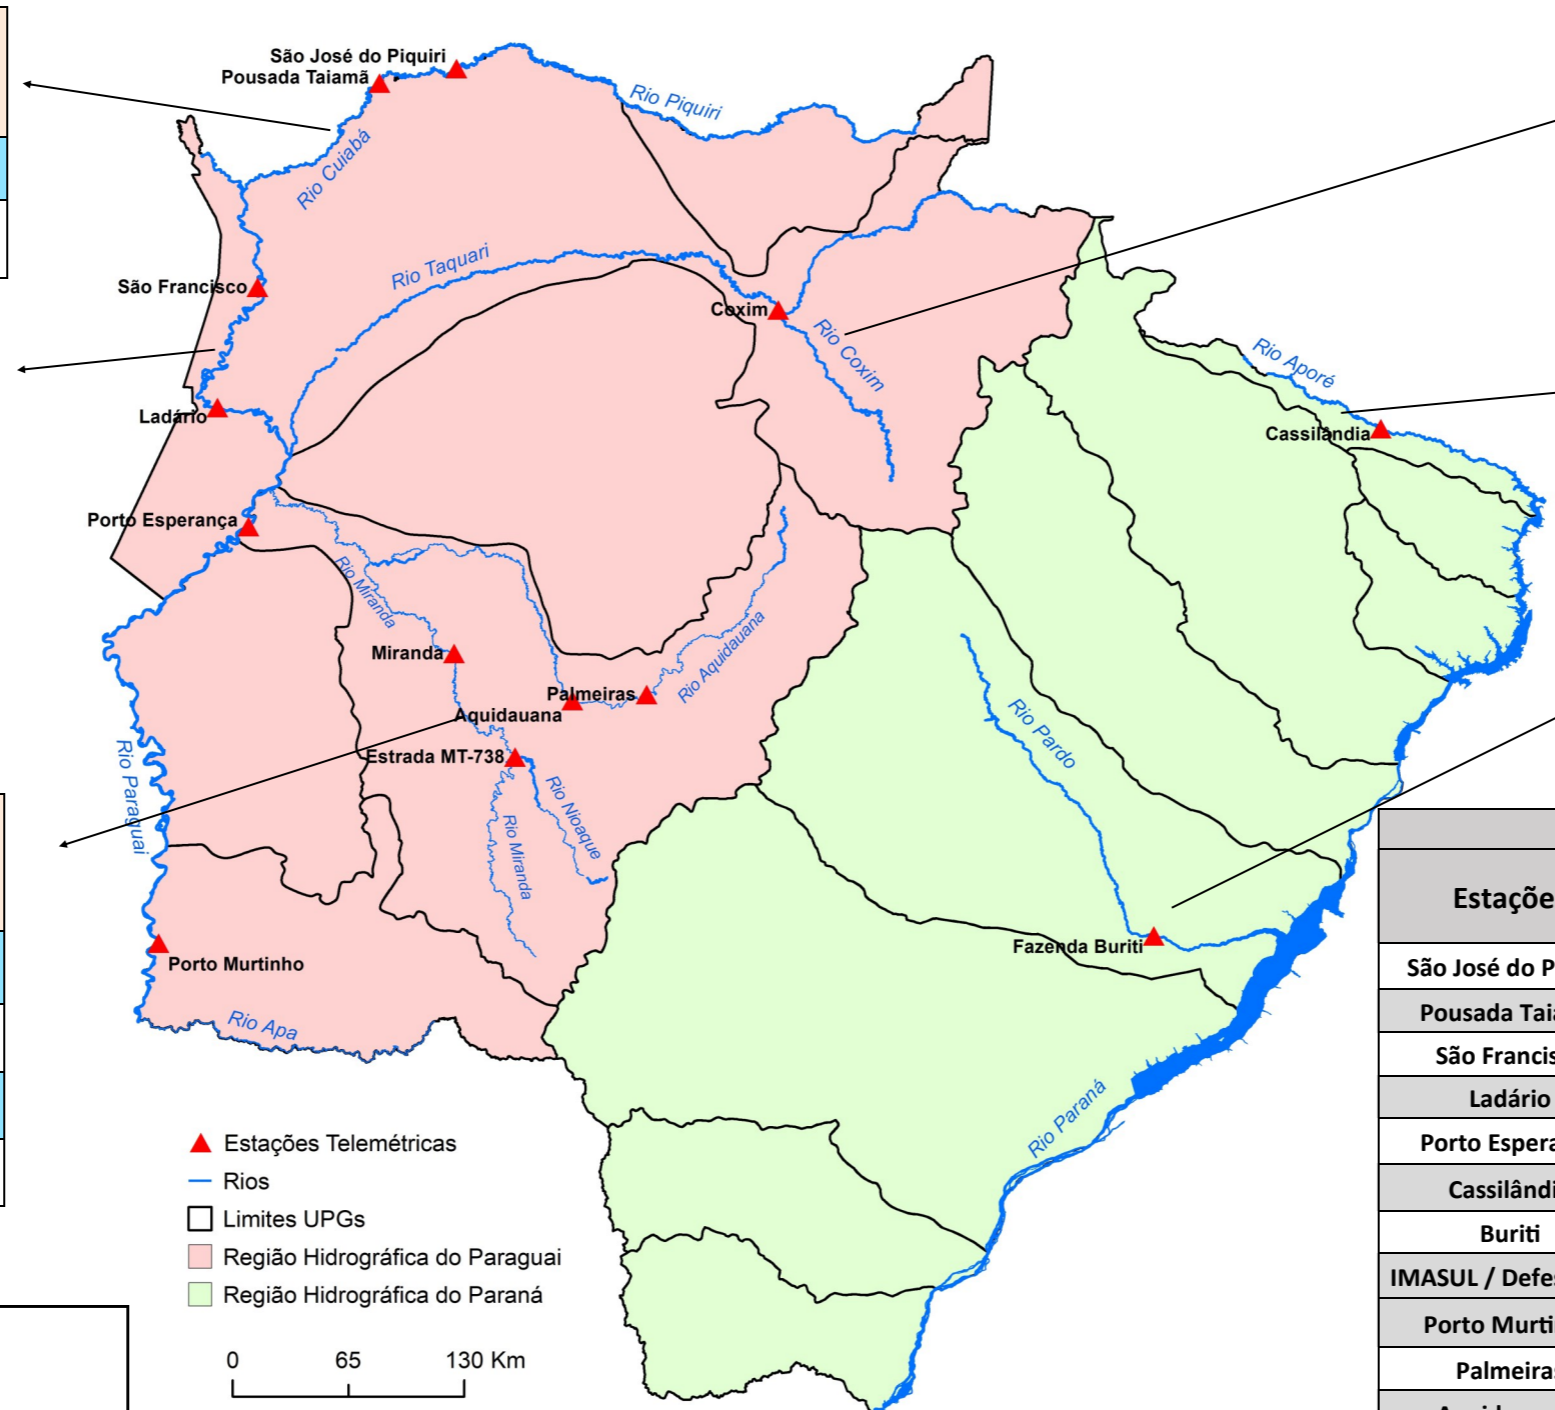 São José do Piquiri
Pousada Taiamã
Rio Piquiri
Rio Cuiabá
São Francisco
Rio Taquari
Coxim
Rio Coxim
Rio Aporé
Ladário
Cassilândia
Porto Esperança
Rio Miranda
Miranda
Rio Aquidauana
Palmeiras
Aquidauana
Rio Pardo
Estrada MT-738
Rio Paraguai
Rio Nioaque
Rio Miranda
Fazenda Buriti
Porto Murtinho
Rio Apa
Rio Paraná
Estações Telemétricas
Rios
Limites UPGs
Região Hidrográfica do Paraguai
Região Hidrográfica do Paraná
0 65 130 Km
Estaçõe
São José do P
Pousada Taia
São Francis
Ladário
Porto Espera
Cassilândi
Buriti
IMASUL / Defes
Porto Murti
Palmeiras